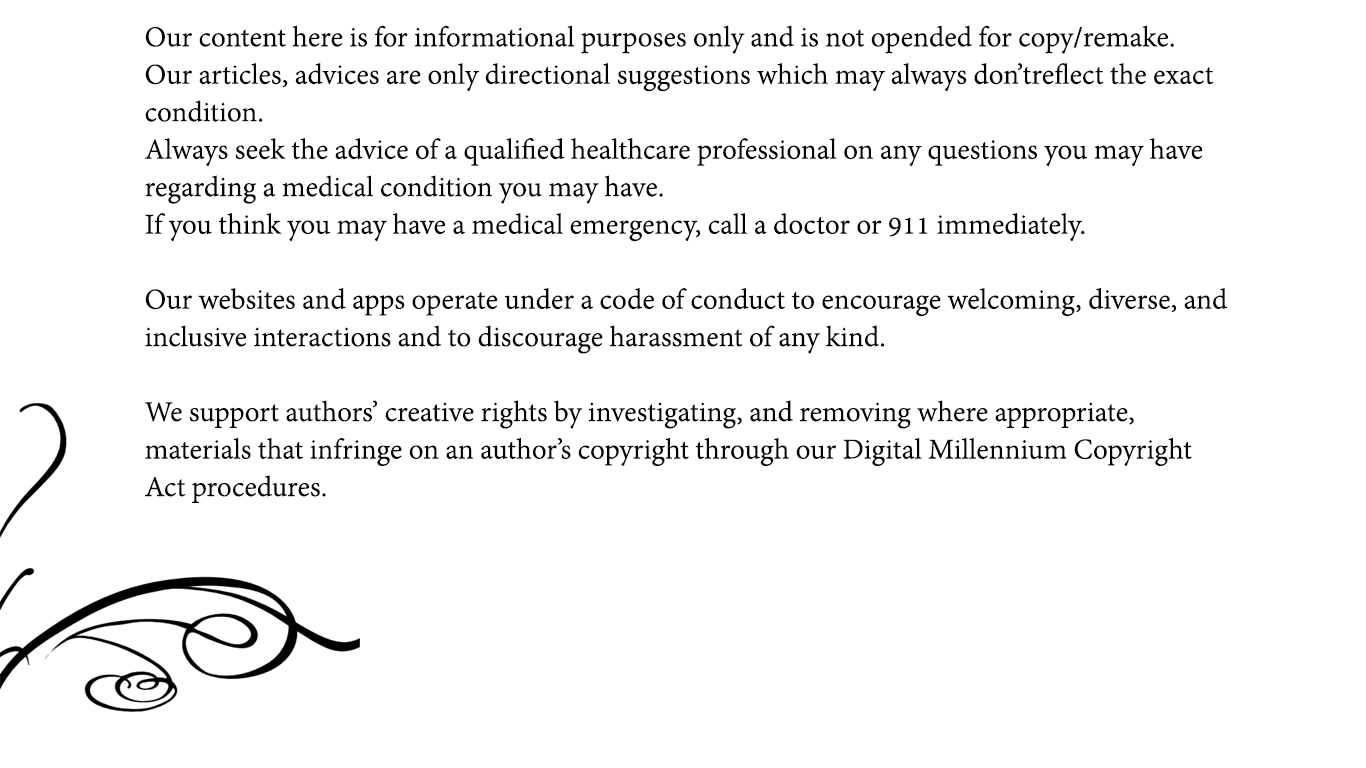 Our content here is for informational purposes only and is not opended for copy/remake.
Our articles, advices are only directional suggestions which may always don’treflect the exact
condition.
Always seek the advice of a qualified healthcare professional on any questions you may have
regarding a medical condition you may have.
If you think you may have a medical emergency, call a doctor or 911 immediately.
Our websites and apps operate under a code of conduct to encourage welcoming, diverse, and
inclusive interactions and to discourage harassment of any kind.
We support authors’ creative rights by investigating, and removing where appropriate,
materials that infringe on an author’s copyright through our Digital Millennium Copyright
Act procedures.